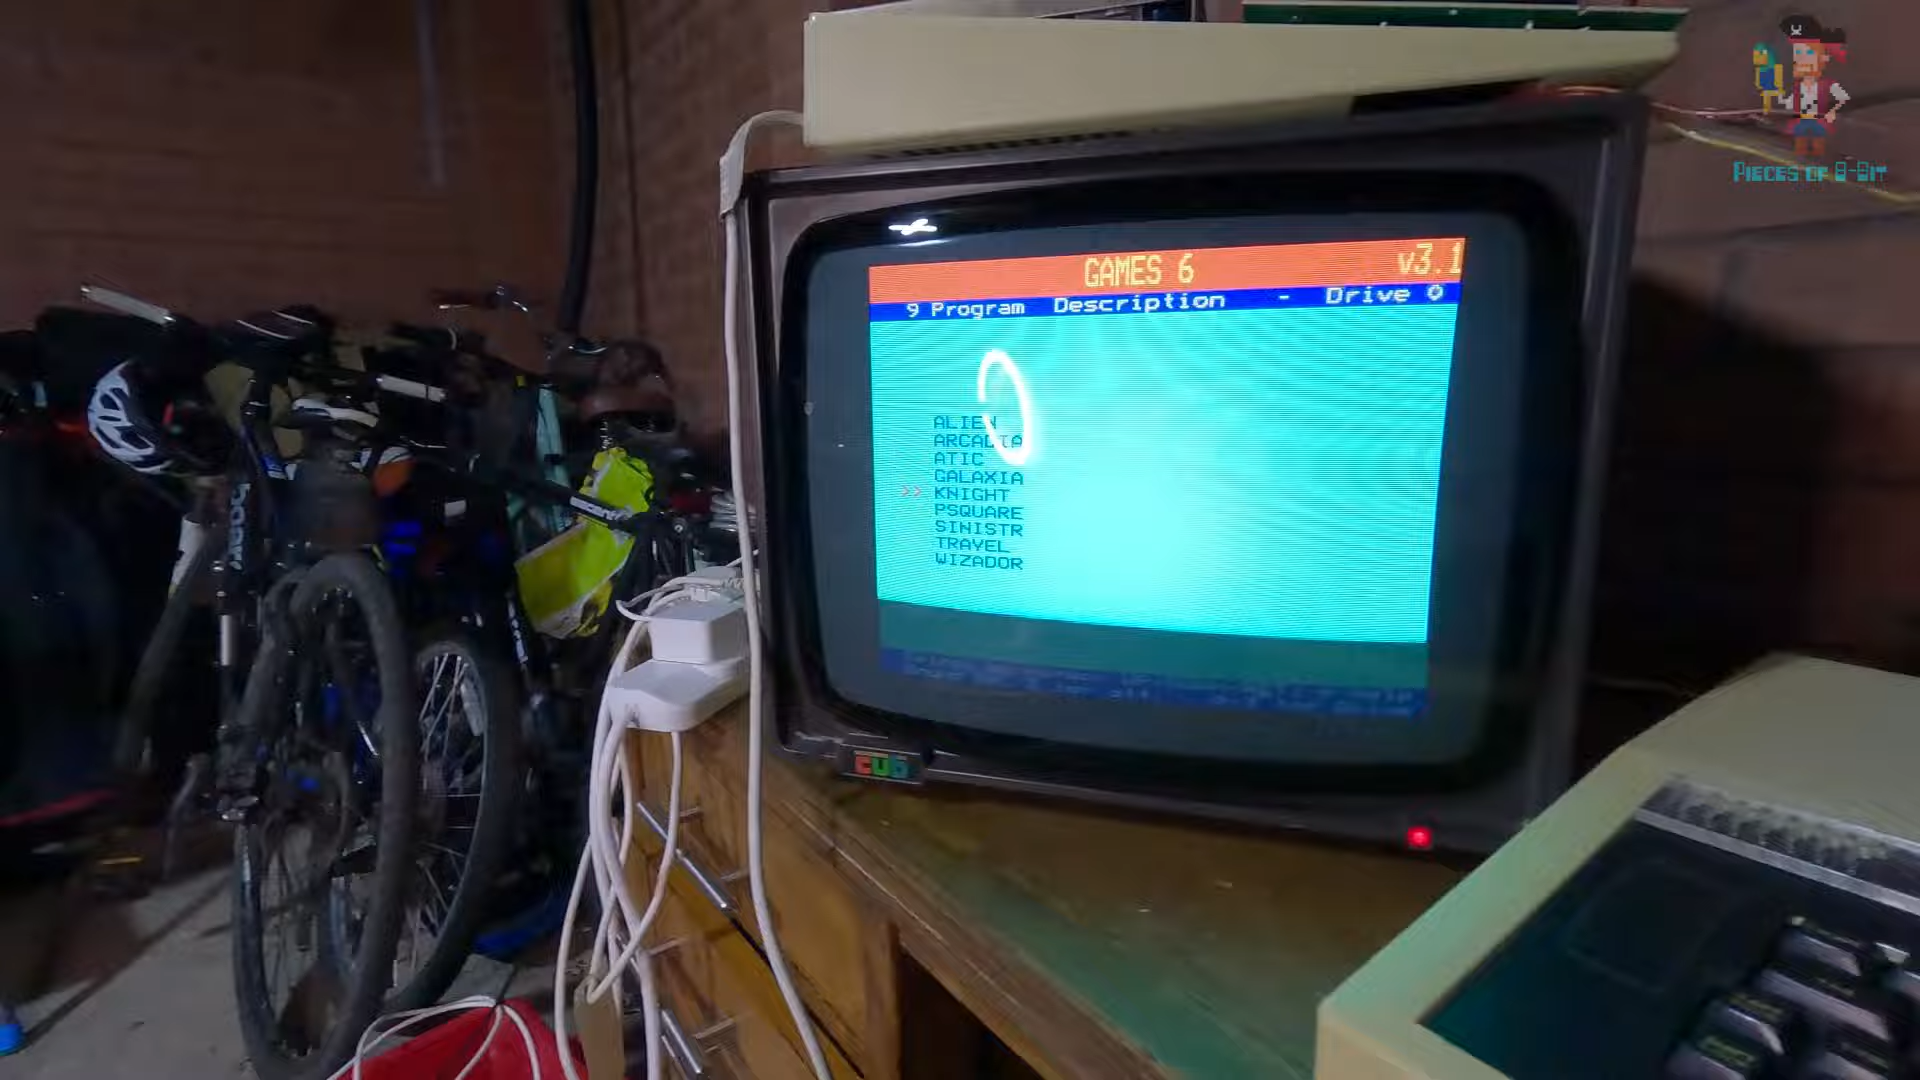 PIECES OF 8-BIT
GAMES 6 v3.1
9 Program Description - Drive 0
ALIEN
ARCADIA
ATIC
GALAXIA
>> KNIGHT
PSQUARE
SINISTR
TRAVEL
WIZADOR
CUB